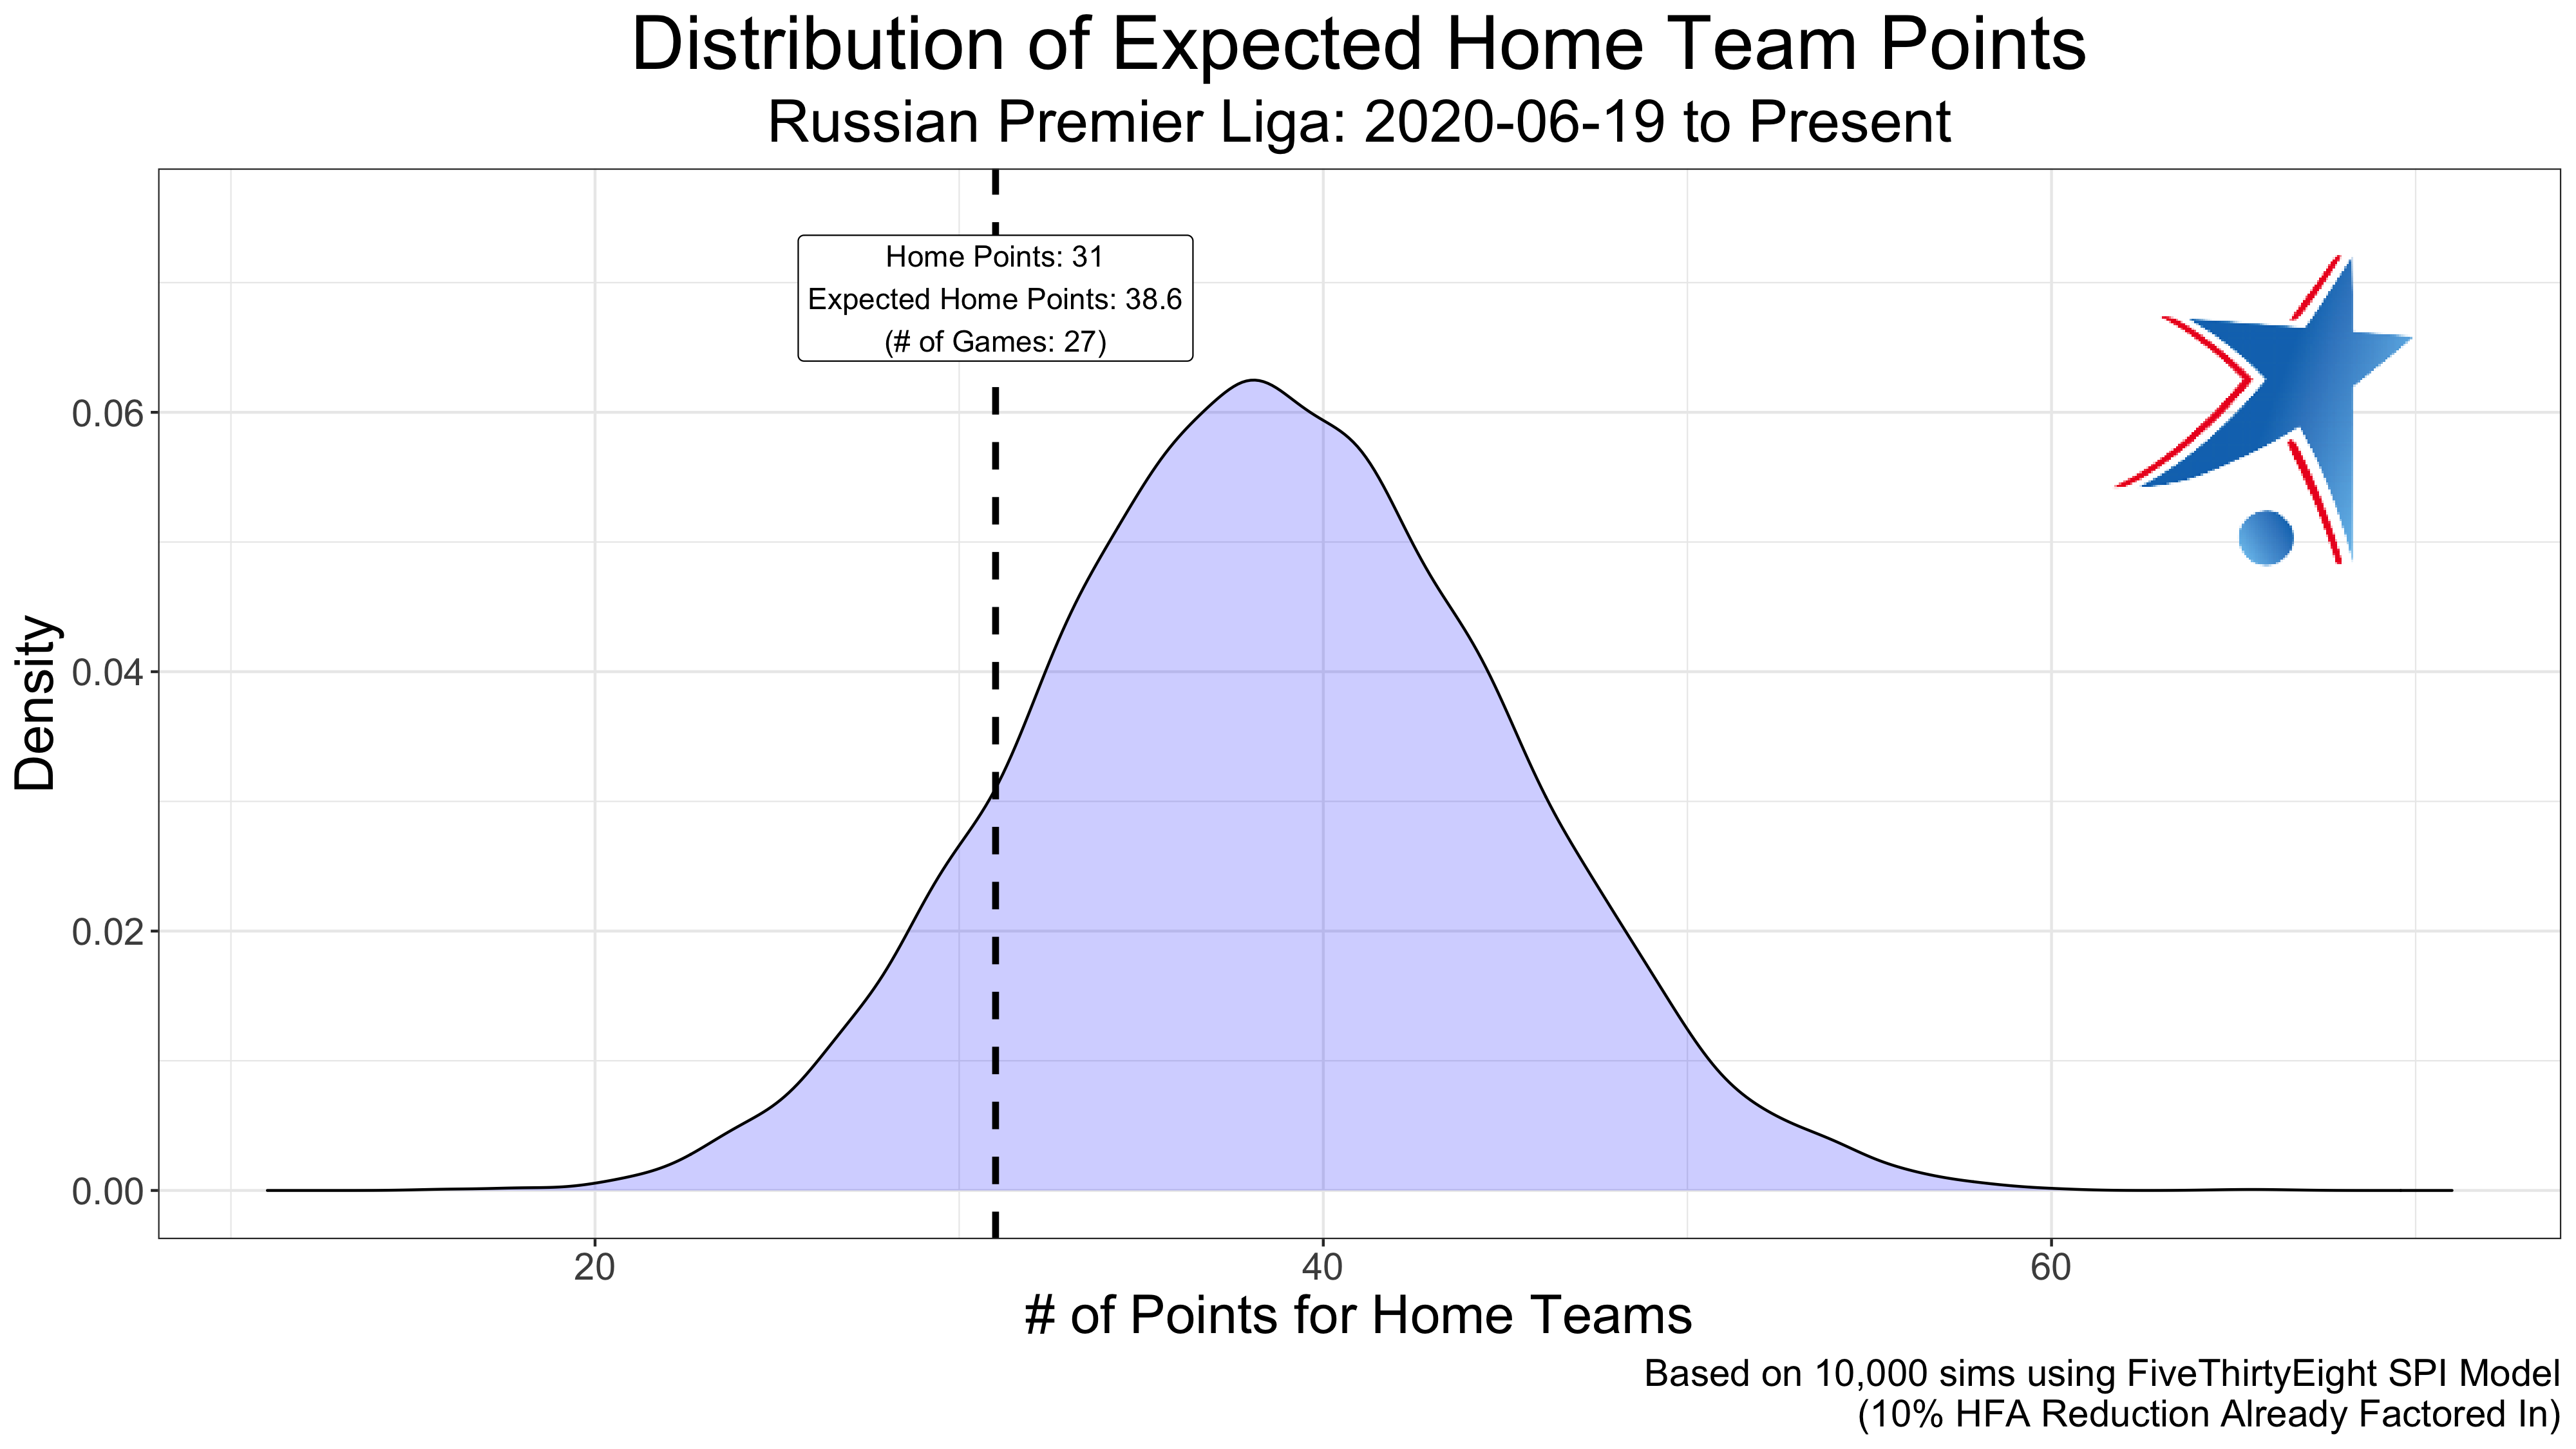 Distribution of Expected Home Team Points
Russian Premier Liga: 2020-06-19 to Present
Home Points: 31
Expected Home Points: 38.6
(# of Games: 27)
Density
0.06
0.04
0.02
0.00
20
40
60
# of Points for Home Teams
Based on 10,000 sims using FiveThirtyEight SPI Model
(10% HFA Reduction Already Factored In)